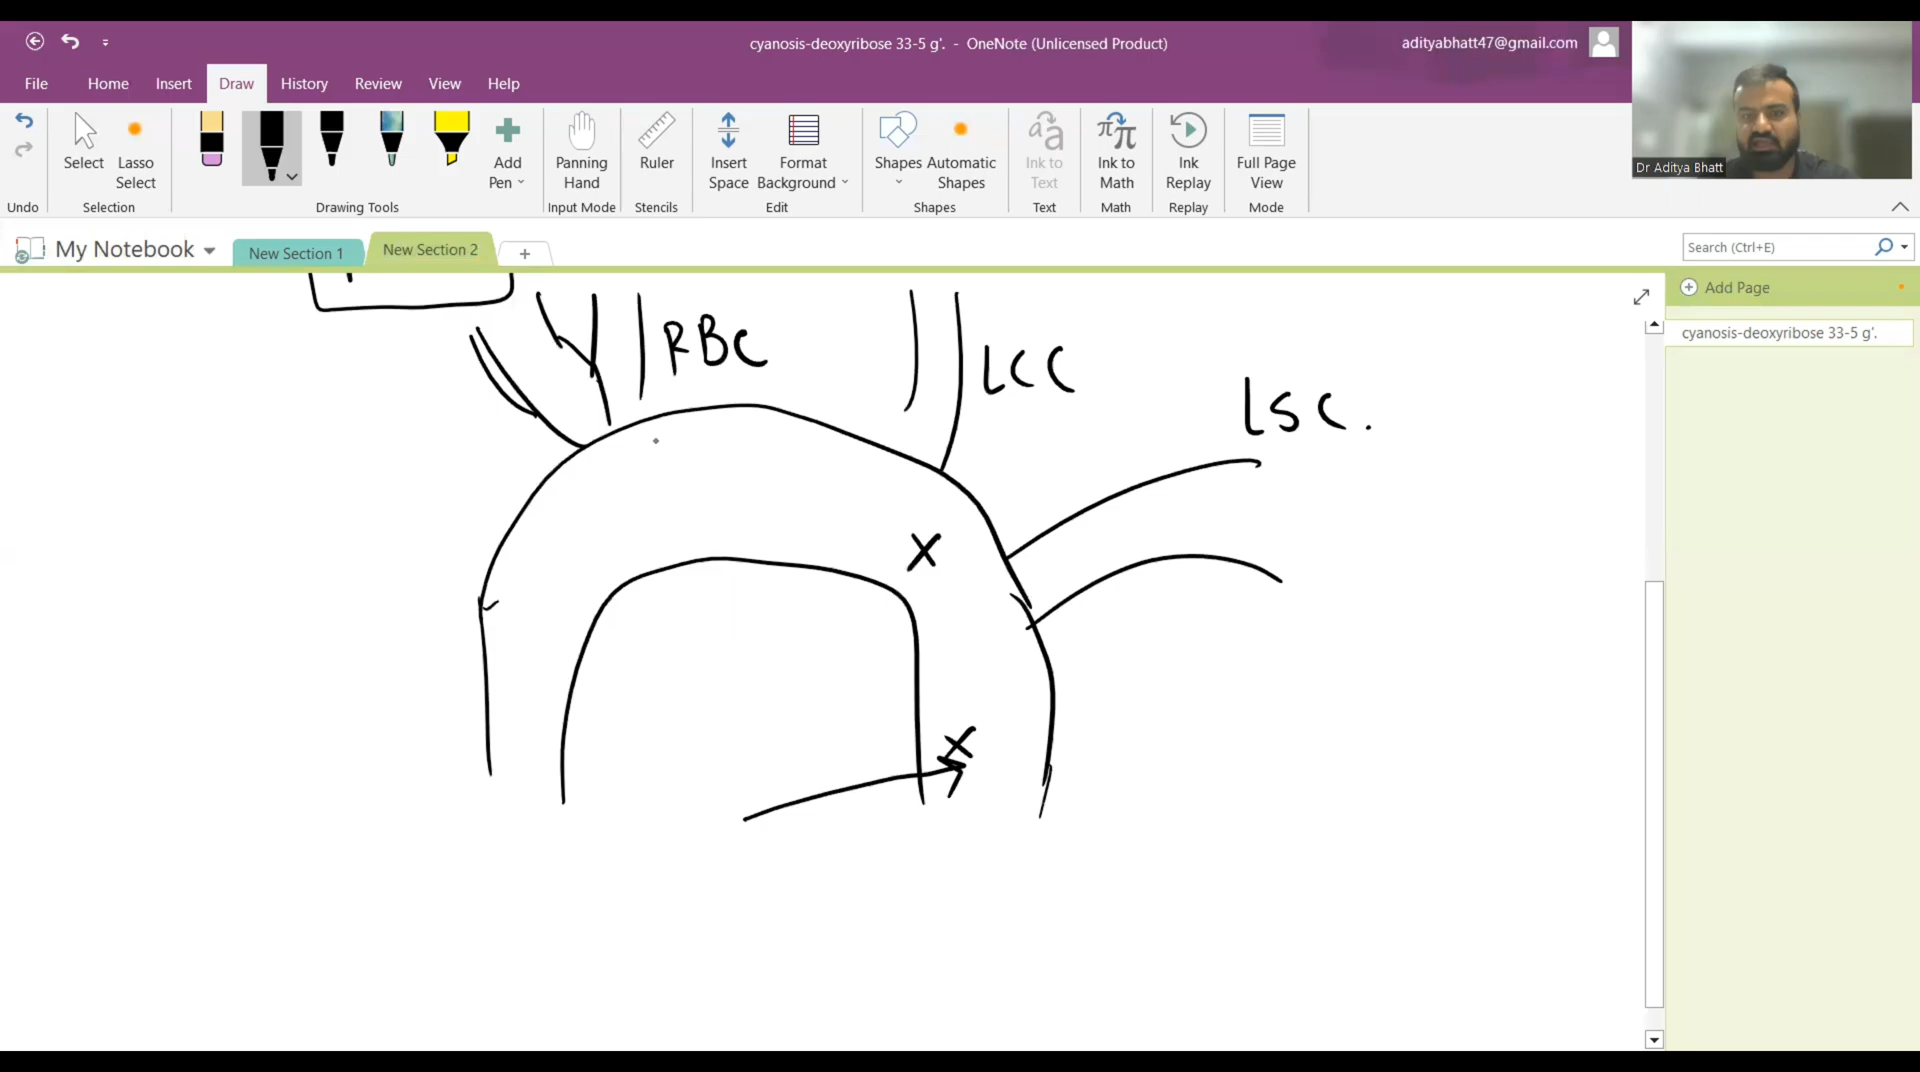 cyanosis-deoxyribose 33-5 g'. - OneNote (Unlicensed Product)
adityabhatt47@gmail.com
File Home Insert Draw History Review View Help
Select
Lasso Select
Add Pen
Panning Hand
Ruler
Insert Space
Format Background
Shapes
Automatic Shapes
Ink to Text
Ink to Math
Ink Replay
Full Page View
Undo Selection Drawing Tools Input Mode Stencils Edit Shapes Text Math Replay Mode
Dr Aditya Bhatt
My Notebook New Section 1 New Section 2
Search (Ctrl+E)
Add Page
cyanosis-deoxyribose 33-5 g'.
RBC
LCC
LSC.
X
X